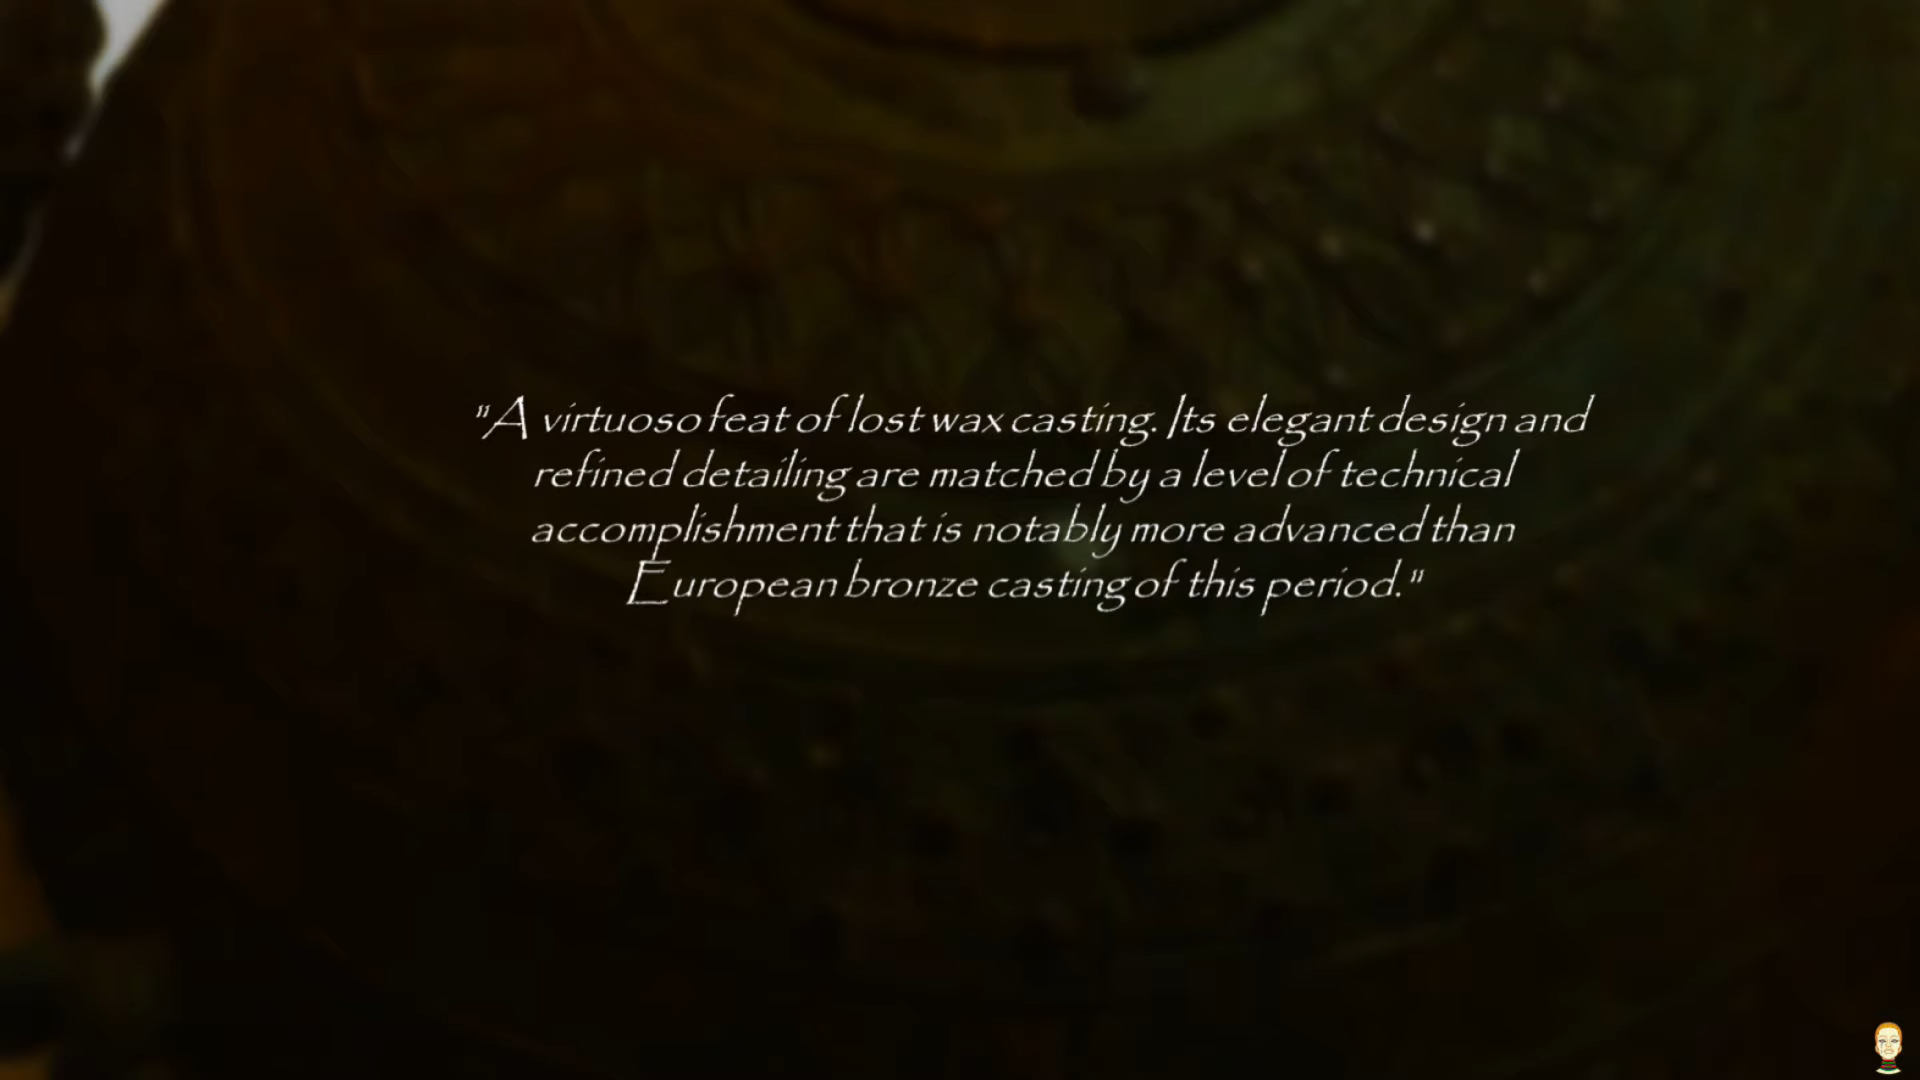 "A virtuoso feat of lost wax casting. Its elegant design and
refined detailing are matched by a level of technical
accomplishment that is notably more advanced than
European bronze casting of this period."